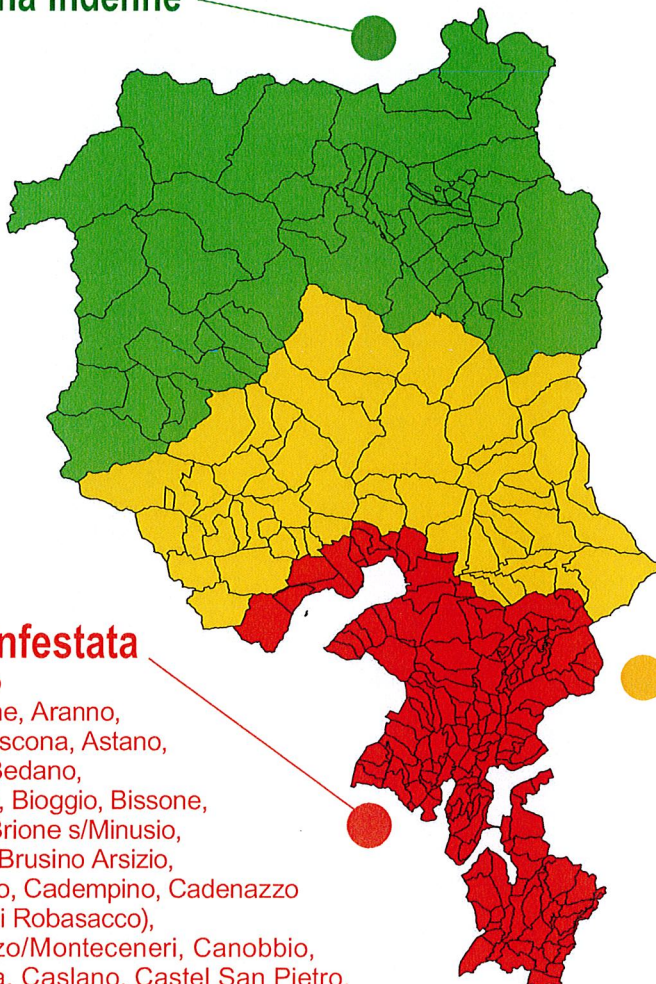 na Indenne
nfestata
ne, Aranno,
scona, Astano,
Bedano,
, Bioggio, Bissone,
Brione s/Minusio,
Brusino Arsizio,
o, Cadempino, Cadenazzo
i Robasacco),
zo/Monteceneri, Canobbio,
a, Caslano, Castel San Pietro,